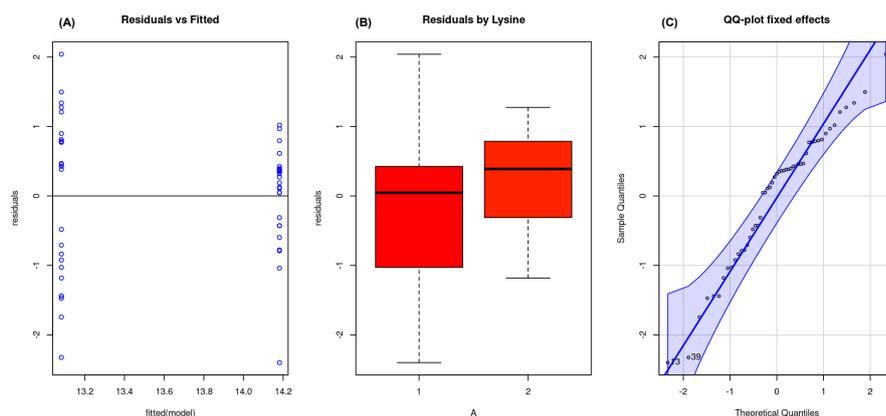 (A) Residuals vs Fitted
residuals
2
1
0
-1
-2
13.2 13.4 13.6 13.8 14.0 14.2
fitted(model)
(B) Residuals by Lysine
residuals
2
1
0
-1
-2
1 2
A
(C) QQ-plot fixed effects
Sample Quantiles
2
1
0
-1
-2
39
-2 -1 0 1 2
Theoretical Quantiles